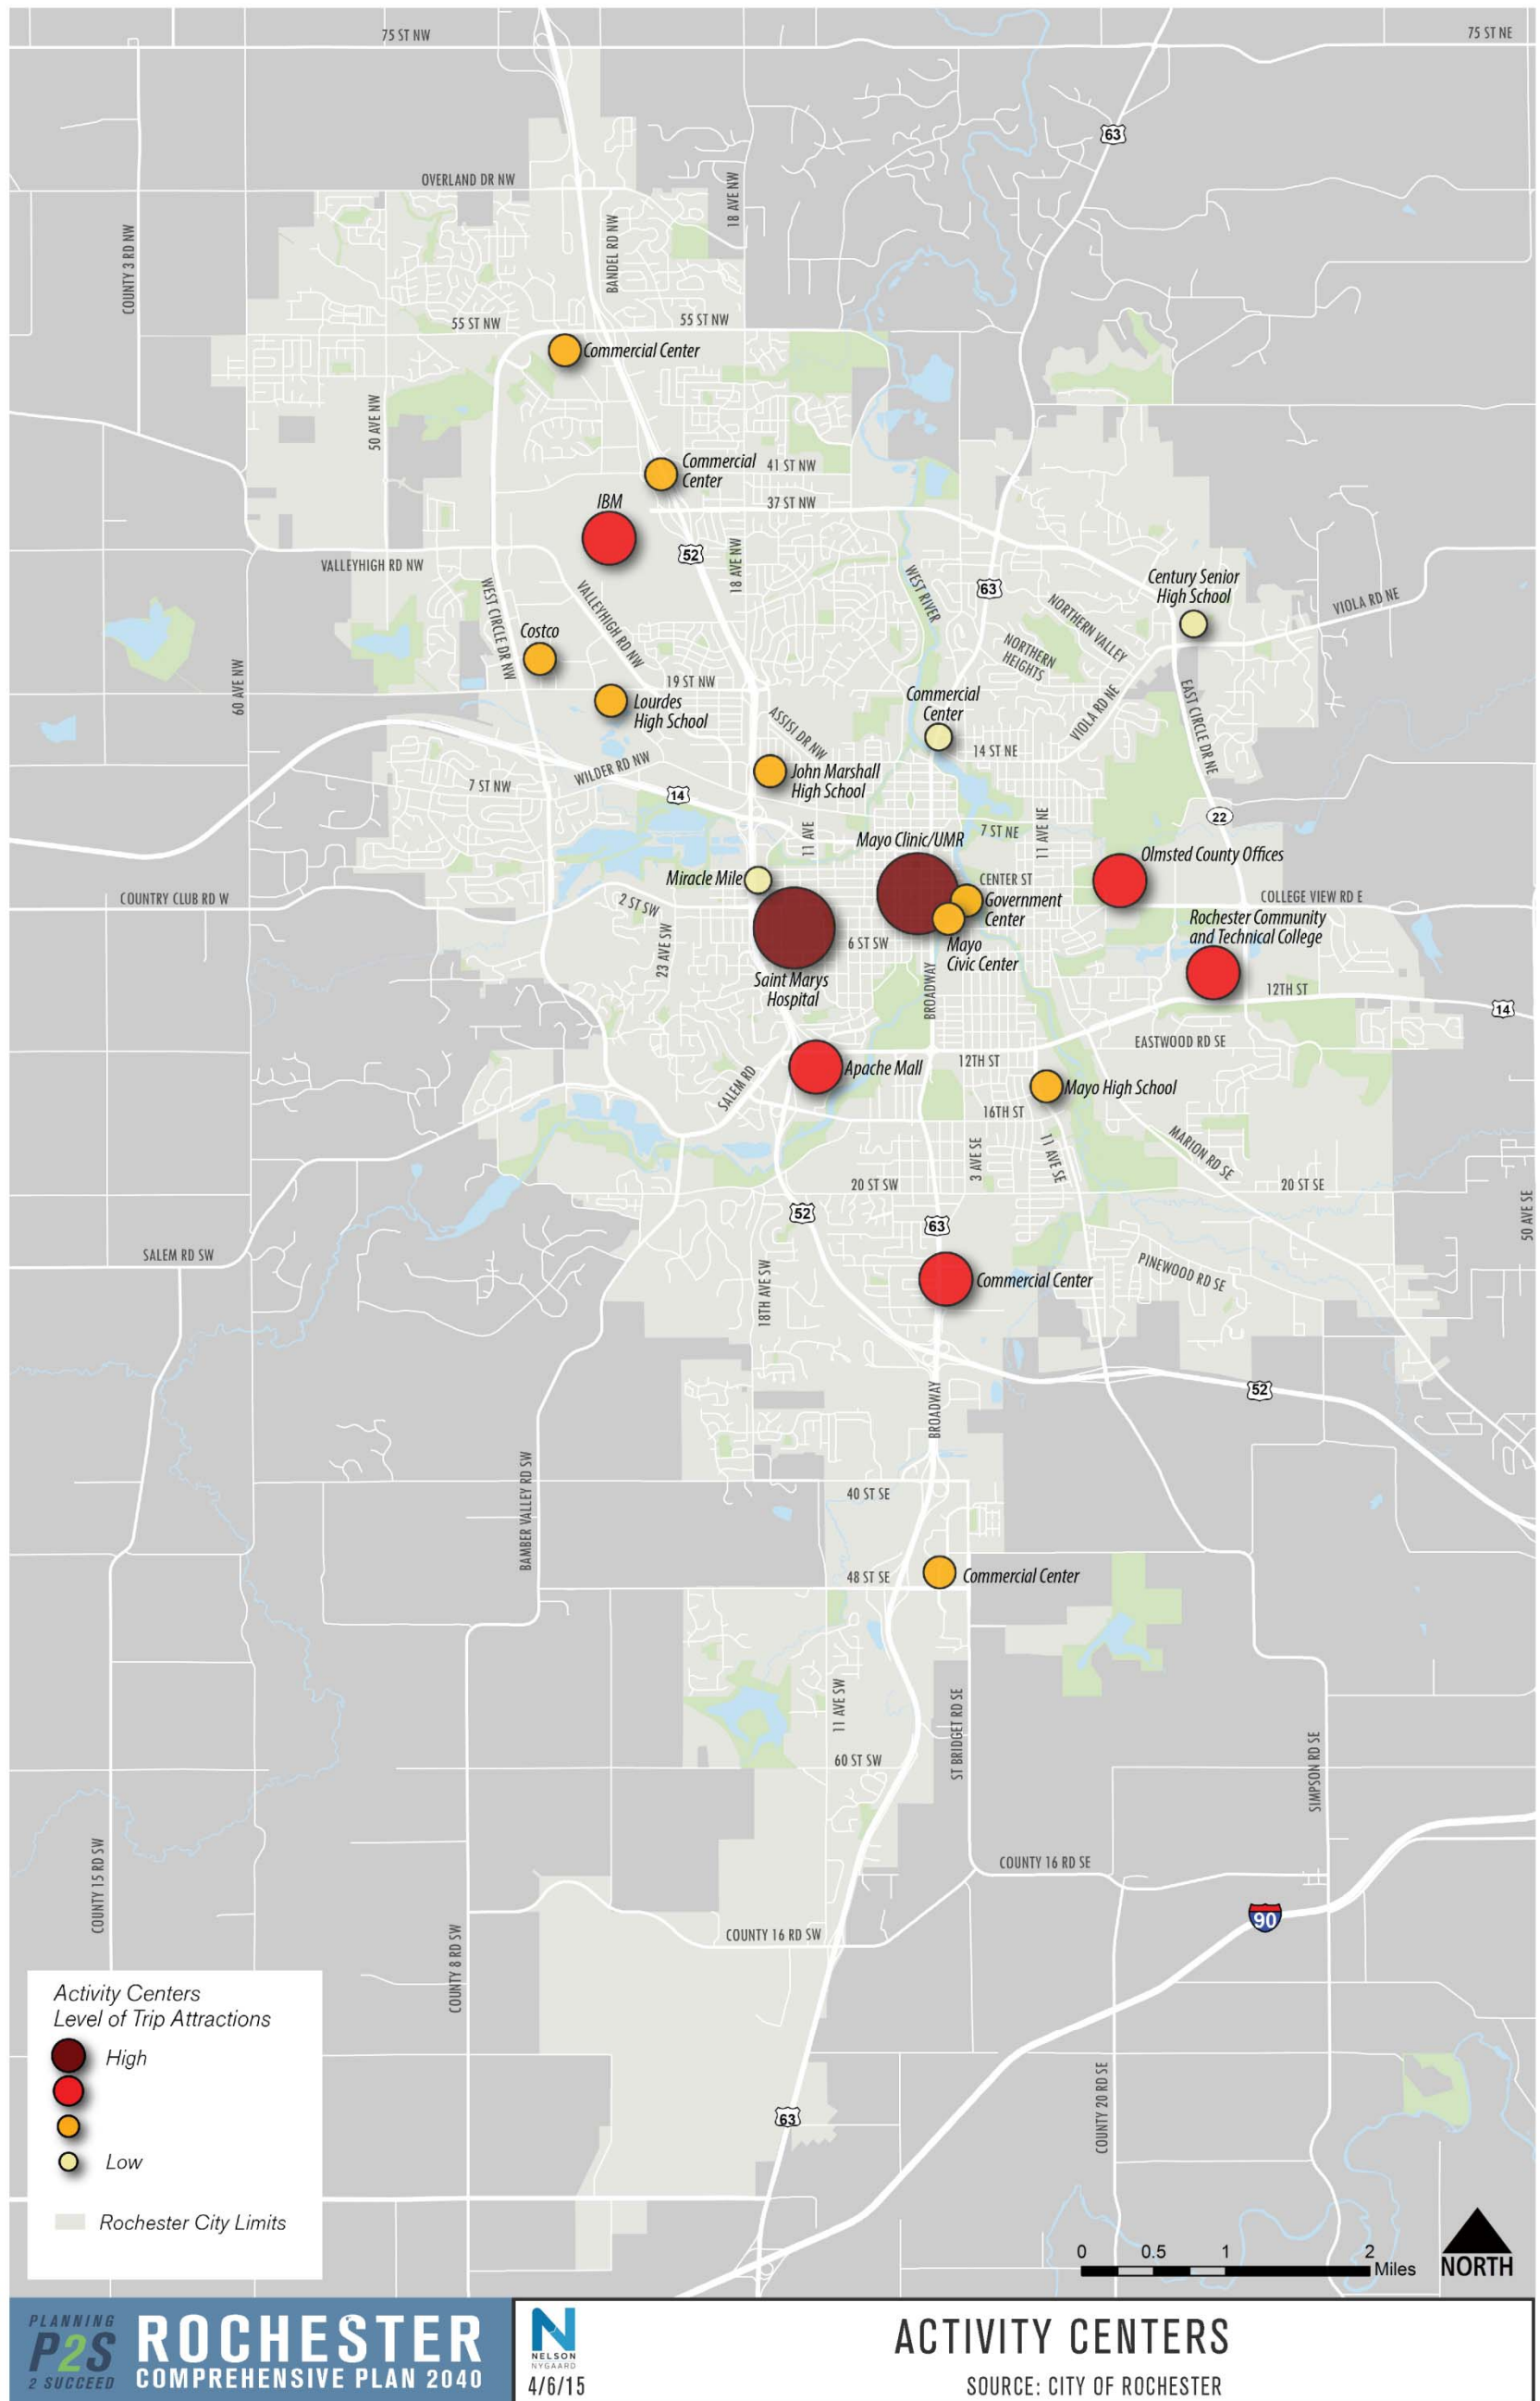 75 ST NW
75 ST NE
63
OVERLAND DR NW
18 AVE NW
BANDEL RD NW
COUNTY 3 RD NW
55 ST NW
55 ST NW
Commercial Center
50 AVE NW
Commercial
Center
41 ST NW
IBM
37 ST NW
52
VALLEYHIGH RD NW
18 AVE NW
WEST CIRCLE DR NW
VALLEYHIGH RD NW
WEST RIVER
63
NORTHERN VALLEY
Century Senior
High School
VIOLA RD NE
Costco
NORTHERN
HEIGHTS
60 AVE NW
19 ST NW
Lourdes
High School
Commercial
Center
VIOLA RD NE
EAST CIRCLE DR NE
ASSISI DR NW
14 ST NE
WILDER RD NW
John Marshall
High School
7 ST NW
14
22
11 AVE
Mayo Clinic/UMR
7 ST NE
11 AVE NE
Olmsted County Offices
Miracle Mile
CENTER ST
COUNTRY CLUB RD W
2 ST SW
Government
Center
COLLEGE VIEW RD E
Rochester Community
and Technical College
23 AVE SW
6 ST SW
Mayo
Civic Center
Saint Marys
Hospital
BROADWAY
12TH ST
14
EASTWOOD RD SE
12TH ST
Apache Mall
SALEM RD
Mayo High School
16TH ST
11 AVE SE
MARION RD SE
3 AVE SE
20 ST SW
20 ST SE
50 AVE SE
52
63
SALEM RD SW
18TH AVE SW
Commercial Center
PINEWOOD RD SE
BROADWAY
52
BAMBER VALLEY RD SW
40 ST SE
48 ST SE
Commercial Center
11 AVE SW
ST BRIDGET RD SE
60 ST SW
SIMPSON RD SE
COUNTY 15 RD SW
COUNTY 16 RD SE
90
COUNTY 8 RD SW
COUNTY 16 RD SW
Activity Centers
Level of Trip Attractions
High
Low
Rochester City Limits
63
COUNTY 20 RD SE
0 0.5 1 2
Miles
NORTH
PLANNING
P2S
2 SUCCEED
ROCHESTER
COMPREHENSIVE PLAN 2040
N
NELSON
NYGAARD
4/6/15
ACTIVITY CENTERS
SOURCE: CITY OF ROCHESTER